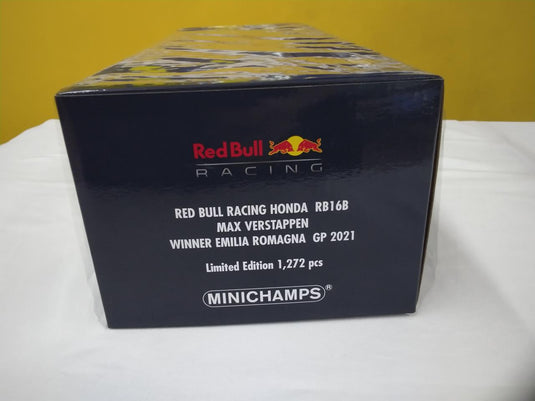 Red Bull
RACING
RED BULL RACING HONDA RB16B
MAX VERSTAPPEN
WINNER EMILIA ROMAGNA GP 2021
Limited Edition 1,272 pcs
MINICHAMPS®